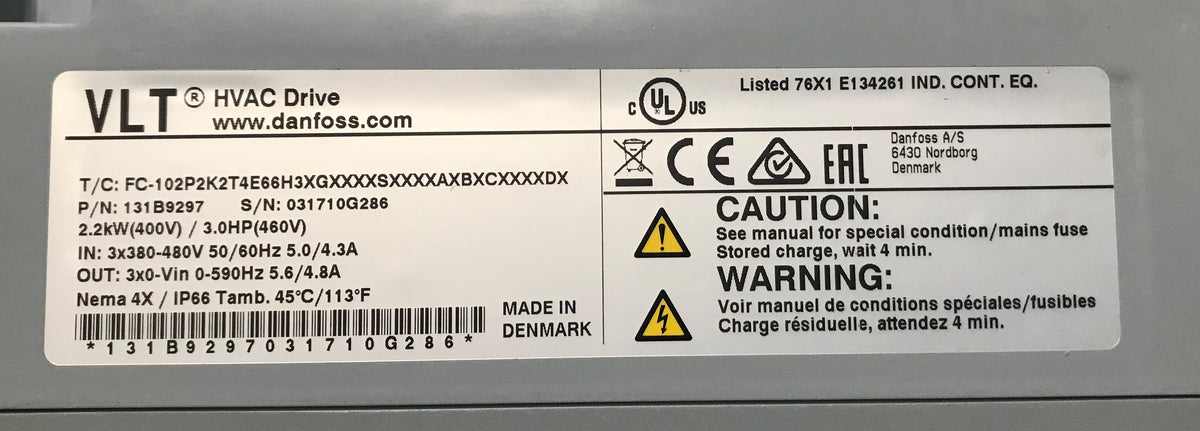 VLT® HVAC Drive
www.danfoss.com
T/C: FC-102P2K2T4E66H3XGXXXXSXXXXAXBXCXXXXDX
P/N: 131B9297 S/N: 031710G286
2.2kW(400V) / 3.0HP(460V)
IN: 3x380-480V 50/60Hz 5.0/4.3A
OUT: 3x0-Vin 0-590Hz 5.6/4.8A
Nema 4X / IP66 Tamb. 45°C/113°F
*131B9297031710G286*
MADE IN
DENMARK
C UL US
Listed 76X1 E134261 IND. CONT. EQ.
CE EAC
Danfoss A/S
6430 Nordborg
Denmark
CAUTION:
See manual for special condition/mains fuse
Stored charge, wait 4 min.
WARNING:
Voir manuel de conditions spéciales/fusibles
Charge résiduelle, attendez 4 min.